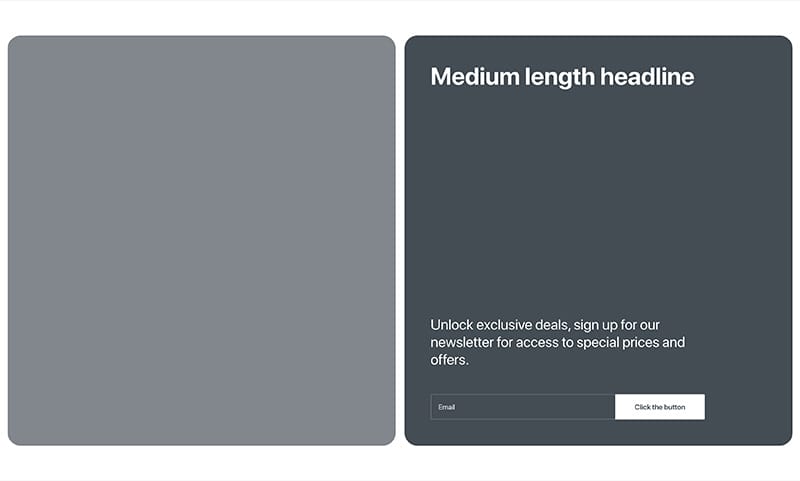 Medium length headline
Unlock exclusive deals, sign up for our
newsletter for access to special prices and
offers.
Email
Click the button